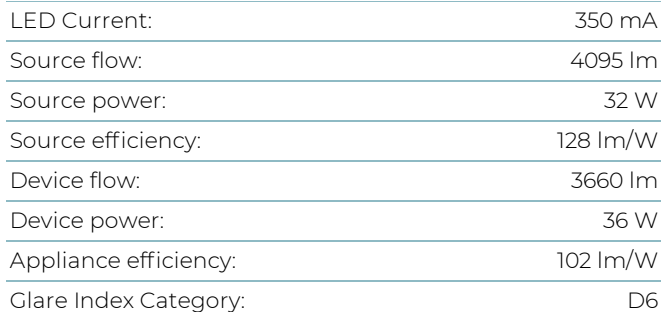 LED Current: 350 mA
Source flow: 4095 lm
Source power: 32 W
Source efficiency: 128 lm/W
Device flow: 3660 lm
Device power: 36 W
Appliance efficiency: 102 lm/W
Glare Index Category: D6